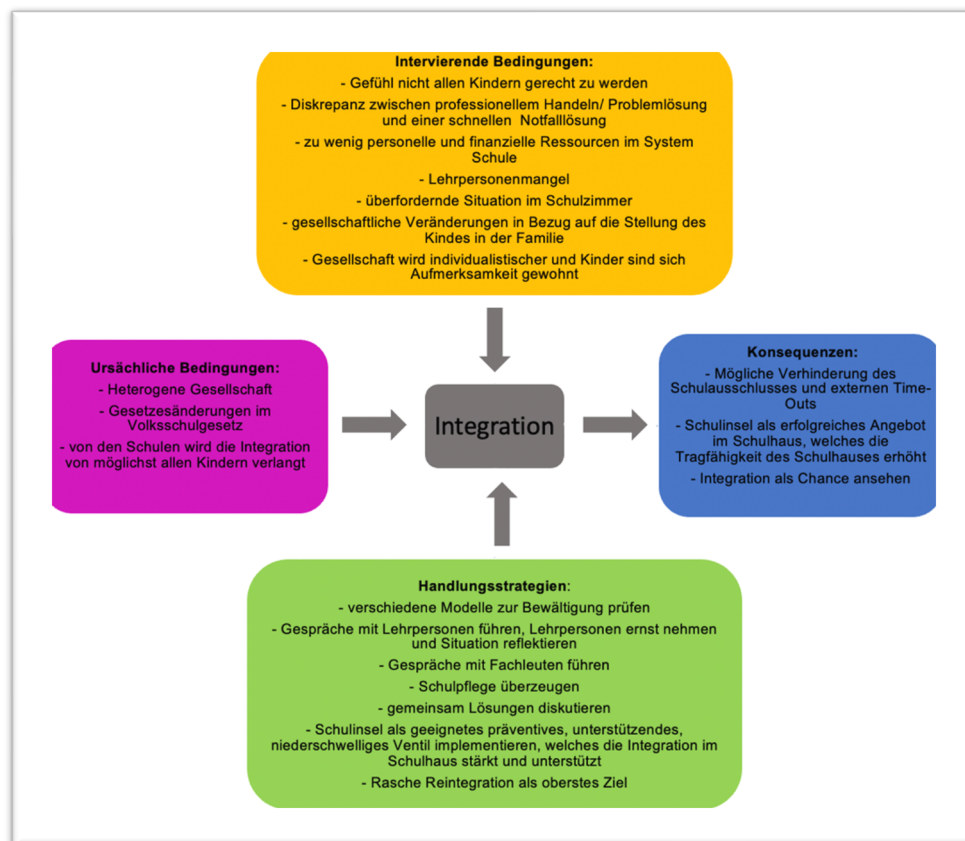 Intervierende Bedingungen:
- Gefühl nicht allen Kindern gerecht zu werden
- Diskrepanz zwischen professionellem Handeln/ Problemlösung
und einer schnellen Notfalllösung
- zu wenig personelle und finanzielle Ressourcen im System
Schule
- Lehrpersonenmangel
- überfordernde Situation im Schulzimmer
- gesellschaftliche Veränderungen in Bezug auf die Stellung des
Kindes in der Familie
- Gesellschaft wird individualistischer und Kinder sind sich
Aufmerksamkeit gewohnt
Ursächliche Bedingungen:
- Heterogene Gesellschaft
- Gesetzesänderungen im
Volksschulgesetz
- von den Schulen wird die Integration
von möglichst allen Kindern verlangt
Integration
Konsequenzen:
- Mögliche Verhinderung des
Schulausschlusses und externen Time-
Outs
- Schulinsel als erfolgreiches Angebot
im Schulhaus, welches die
Tragfähigkeit des Schulhauses erhöht
- Integration als Chance ansehen
Handlungsstrategien:
- verschiedene Modelle zur Bewältigung prüfen
- Gespräche mit Lehrpersonen führen, Lehrpersonen ernst nehmen
und Situation reflektieren
- Gespräche mit Fachleuten führen
- Schulpflege überzeugen
- gemeinsam Lösungen diskutieren
- Schulinsel als geeignetes präventives, unterstützendes,
niederschwelliges Ventil implementieren, welches die Integration im
Schulhaus stärkt und unterstützt
- Rasche Reintegration als oberstes Ziel